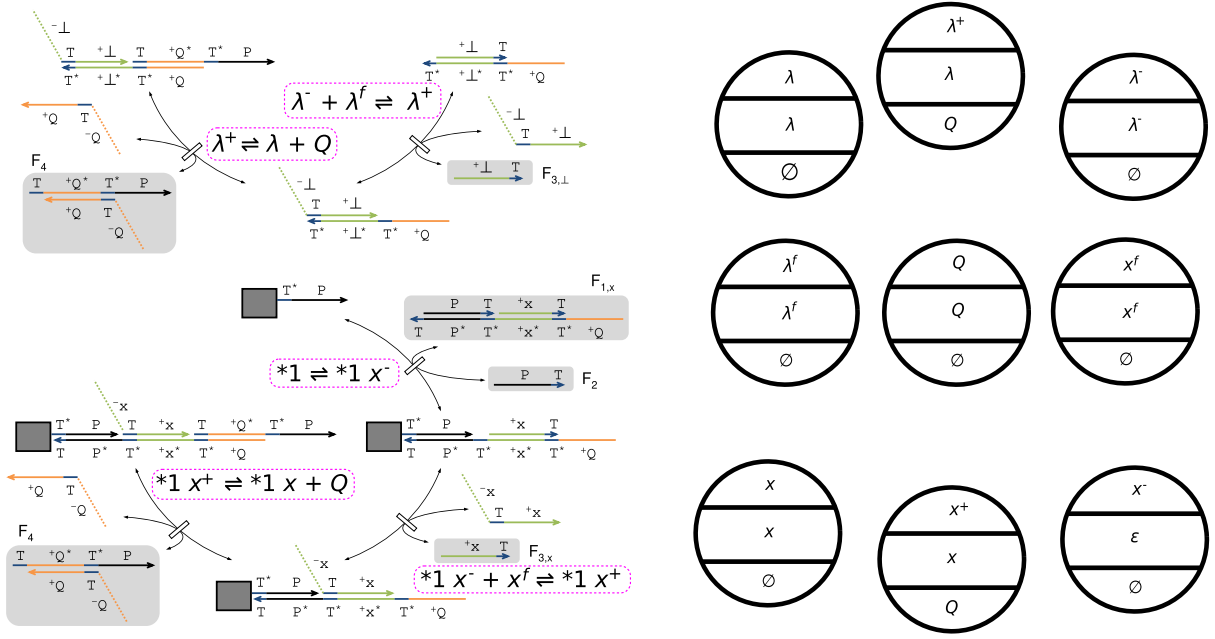 ⁻⊥
T ⁺⊥ T ⁺Q* T* P
T* ⁺⊥* T* ⁺Q
⁺Q T
⁻Q
λ⁺ ⇌ λ + Q
F₄
T ⁺Q* T* P
⁺Q T
⁻Q
λ⁻ + λᶠ ⇌ λ⁺
⁺⊥ T
T* ⁺⊥* T* ⁺Q
⁻⊥
T ⁺⊥
⁺⊥ T
F₃,⊥
⁻⊥
T ⁺⊥
T* ⁺⊥* T* ⁺Q
T* P
F₁,ₓ
P T ⁺x T
T P* T* ⁺x* T* ⁺Q
*1 ⇌ *1 x⁻
P T
F₂
⁻x
T* P T ⁺x T ⁺Q* T* P
T P* T* ⁺x* T* ⁺Q
T* P ⁺x T
T P* T* ⁺x* T* ⁺Q
⁺Q T
⁻Q
*1 x⁺ ⇌ *1 x + Q
⁻x
T ⁺x
F₄
T ⁺Q* T* P
⁺Q T
⁻Q
⁺x T
F₃,ₓ
*1 x⁻ + xᶠ ⇌ *1 x⁺
⁻x
T* P T ⁺x
T P* T* ⁺x* T* ⁺Q
λ
λ
∅
λ⁺
λ
Q
λ⁻
λ⁻
∅
λᶠ
λᶠ
∅
Q
Q
∅
xᶠ
xᶠ
∅
x
x
∅
x⁺
x
Q
x⁻
ε
∅